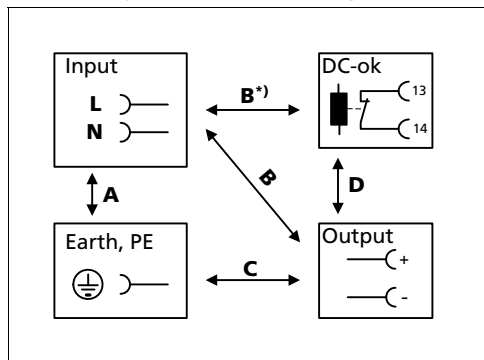 Input
L
N
B*)
DC-ok
13
14
A
B
D
Earth, PE
C
Output
+
-